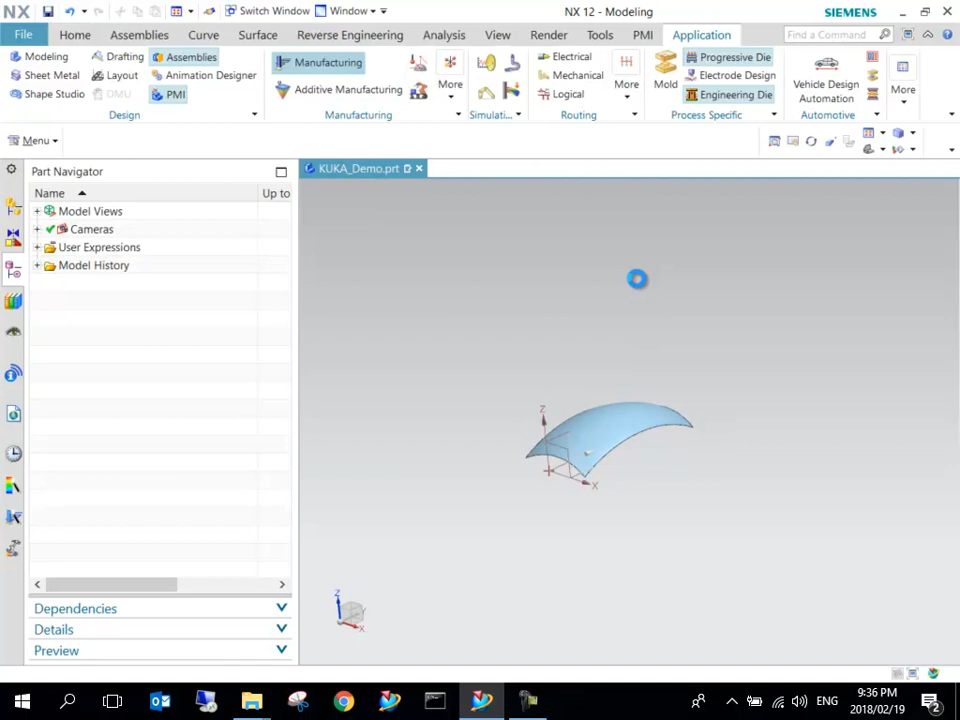 NX Switch Window Window NX 12 - Modeling SIEMENS
File Home Assemblies Curve Surface Reverse Engineering Analysis View Render Tools PMI Application Find a Command
Modeling Drafting Assemblies Manufacturing Electrical Progressive Die
Sheet Metal Layout Animation Designer More Mechanical More Mold Electrode Design Vehicle Design Automation More
Shape Studio DMU PMI Additive Manufacturing Logical Engineering Die
Design Manufacturing Simulati... Routing Process Specific Automotive
Menu
Part Navigator KUKA_Demo.prt
Name Up to
Model Views
Cameras
User Expressions
Model History
Z
X
Dependencies
Details
Preview
Z
Y
X
9:36 PM
ENG
2018/02/19
2